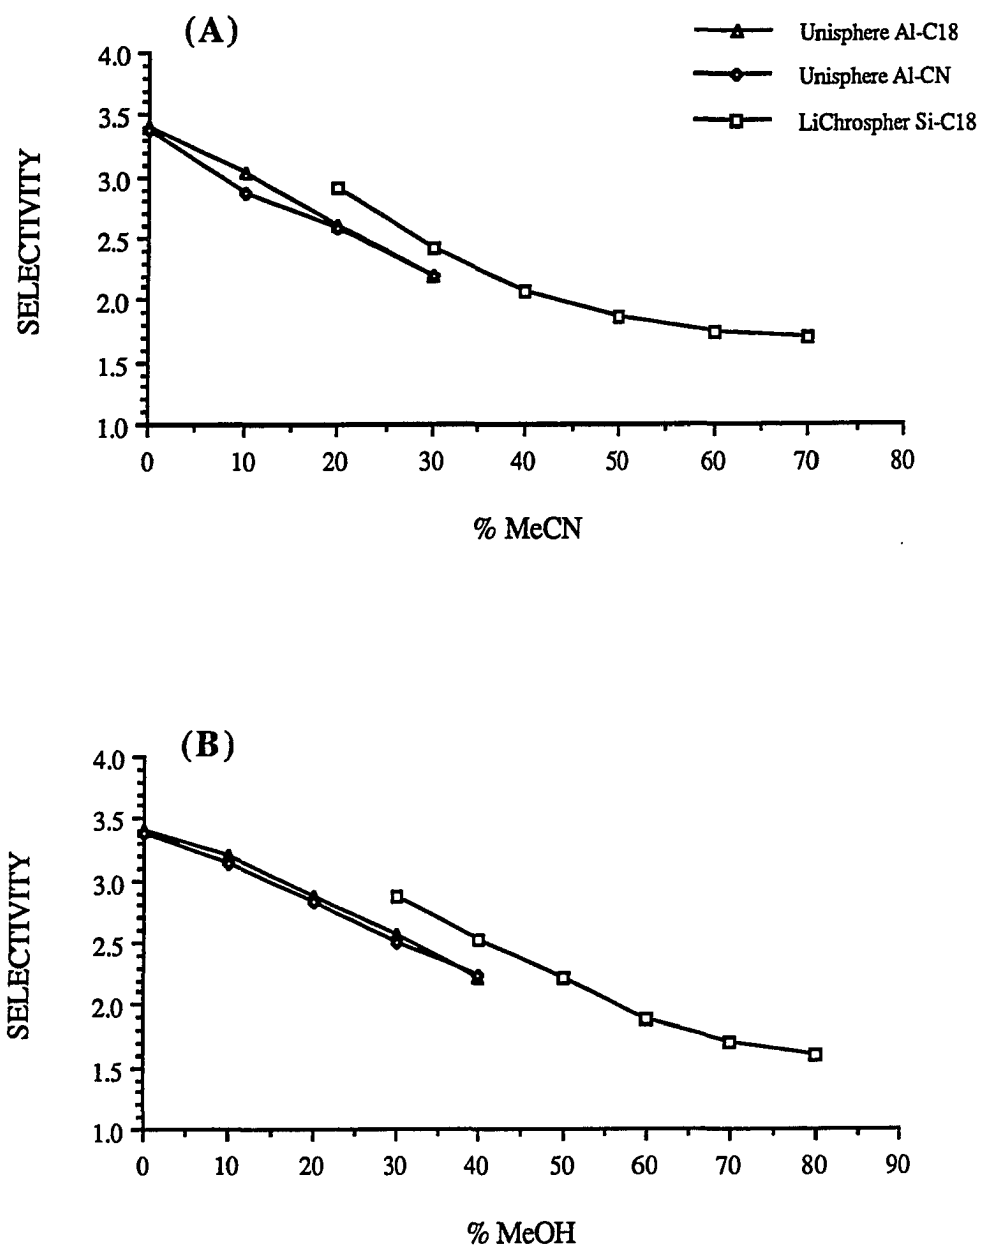 (A)
Unisphere Al-C18
Unisphere Al-CN
LiChrospher Si-C18
4.0
3.5
3.0
2.5
2.0
1.5
1.0
SELECTIVITY
0 10 20 30 40 50 60 70 80
% MeCN
(B)
4.0
3.5
3.0
2.5
2.0
1.5
1.0
SELECTIVITY
0 10 20 30 40 50 60 70 80 90
% MeOH